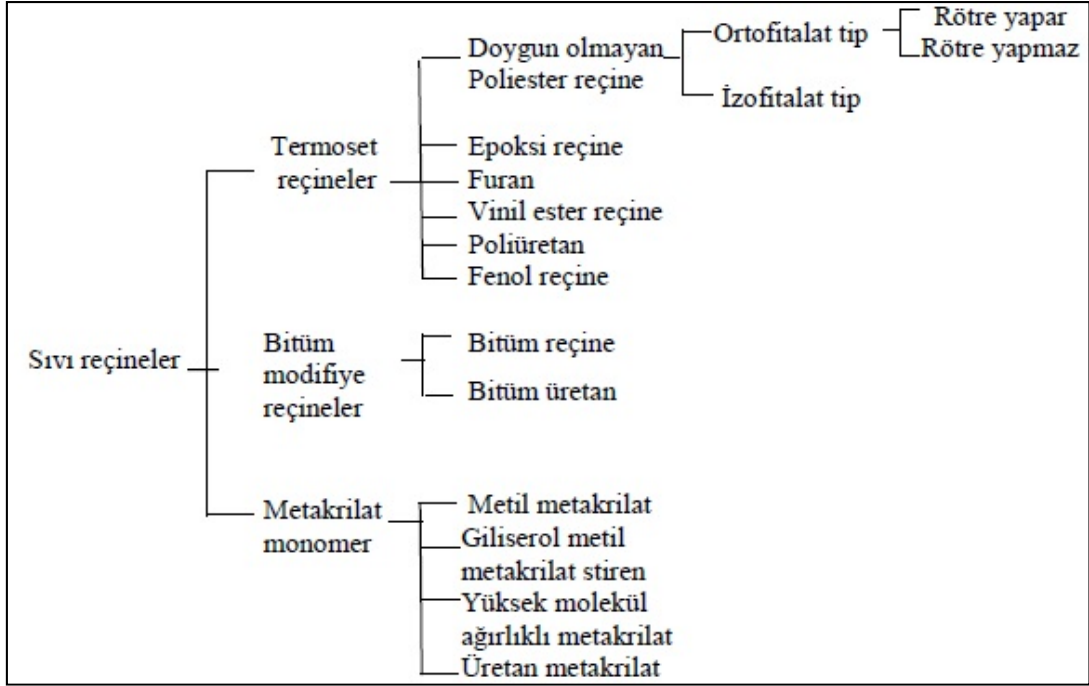 Sıvı reçineler
Termoset
reçineler
Doygun olmayan
Poliester reçine
Ortofitalat tip
Rötre yapar
Rötre yapmaz
İzofitalat tip
Epoksi reçine
Furan
Vinil ester reçine
Poliüretan
Fenol reçine
Bitüm
modifiye
reçineler
Bitüm reçine
Bitüm üretan
Metakrilat
monomer
Metil metakrilat
Giliserol metil
metakrilat stiren
Yüksek molekül
ağırlıklı metakrilat
Üretan metakrilat